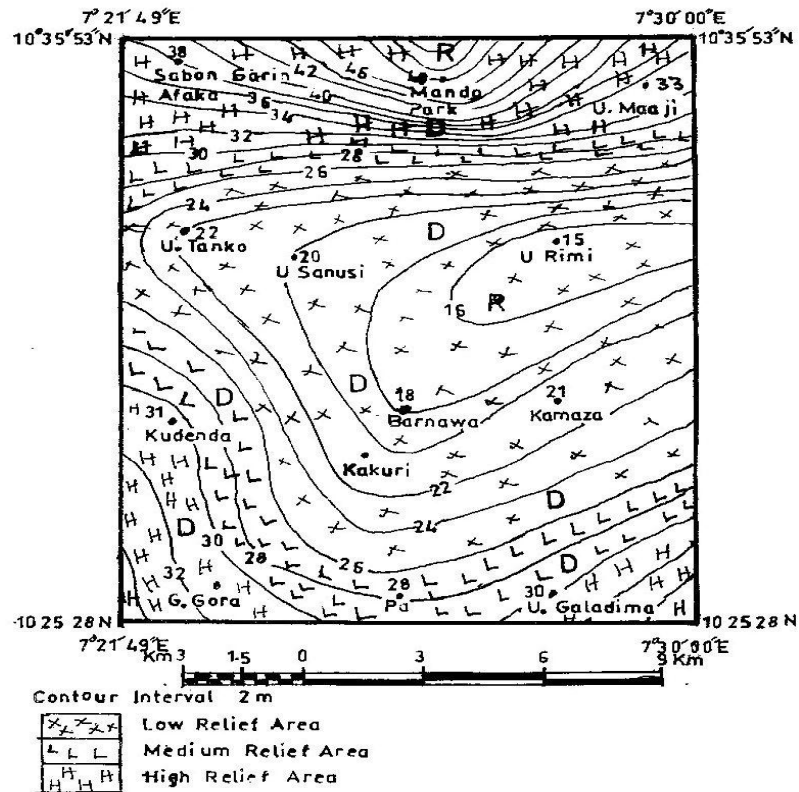 7° 21' 49"E 7° 30' 00"E
10° 35' 53"N 10° 35' 53"N
38 42 46 R H
Sabon Garin Mando 33
Afaka 36 40 Park U. Maaji
34
32 D
30 28
26
24
22 D 15
U. Tanko 20 U Rimi
U Sanusi
16 R
D D 18 21
31 Barnawa Kamaza
Kudenda
Kakuri
22
D 24 D
30
28 26 D
32 28 30
G. Gora Pa U. Galadima
10 25 28 N 10 25 28 N
7° 21' 49"E
Km 3 1·5 0 3 6 9 Km
Contour Interval 2 m
Low Relief Area
Medium Relief Area
High Relief Area